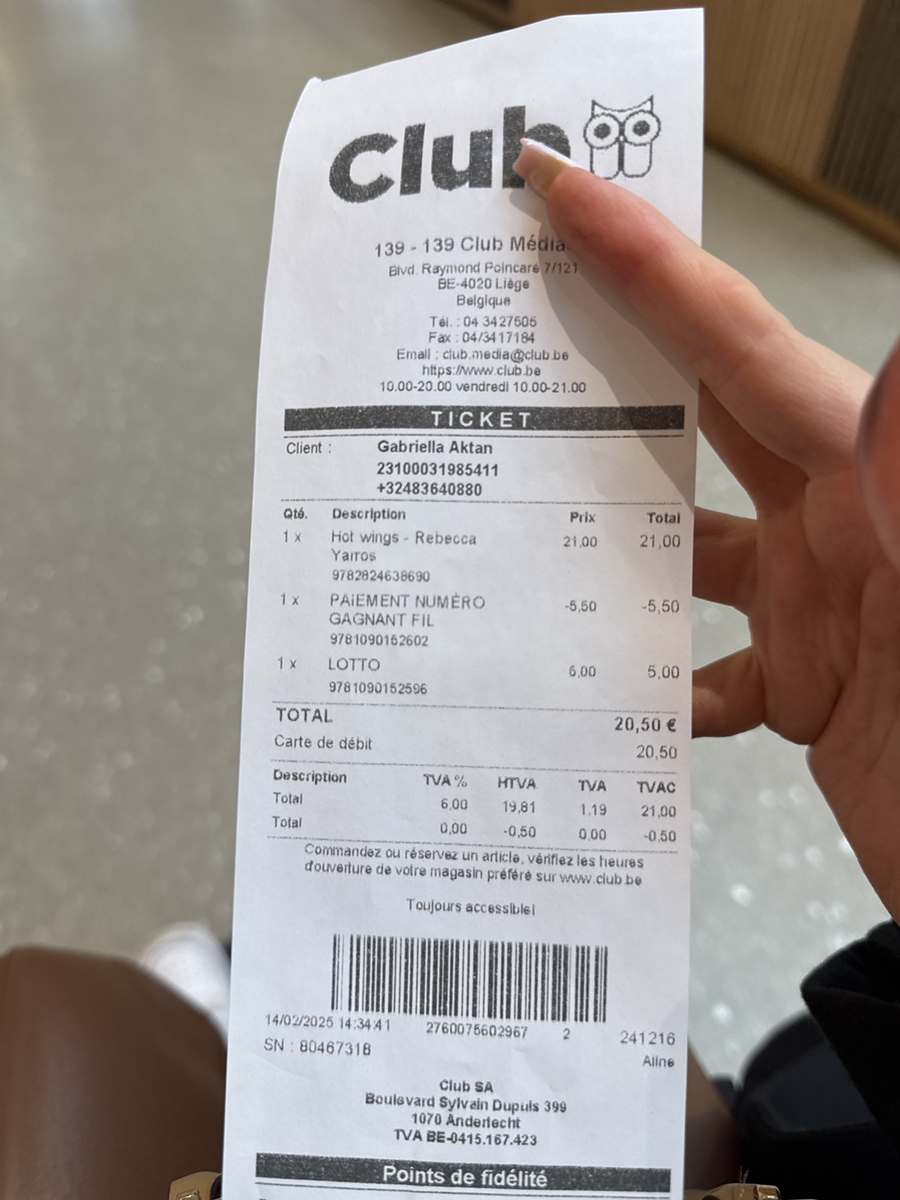 Club
139 - 139 Club Média
Blvd. Raymond Poincaré 7/121
BE-4020 Liège
Belgique
Tél. : 04 3427505
Fax : 04/3417184
Email : club.media@club.be
https://www.club.be
10.00-20.00 vendredi 10.00-21.00
TICKET
Client : Gabriella Aktan
23100031985411
+32483640880
Qté. Description Prix Total
1 x Hot wings - Rebecca 21,00 21,00
Yarros
9782824638690
1 x PAIEMENT NUMÉRO -5,50 -5,50
GAGNANT FIL
9781090152602
1 x LOTTO 5,00 5,00
9781090152596
TOTAL 20,50 €
Carte de débit 20,50
Description TVA % HTVA TVA TVAC
Total 6,00 19,81 1,19 21,00
Total 0,00 -0,50 0,00 -0,50
Commandez ou réservez un article, vérifiez les heures
d'ouverture de votre magasin préféré sur www.club.be
Toujours accessible!
14/02/2025 14:34:41 2760075602967 2 241216
SN : 8046731B Aline
Club SA
Boulevard Sylvain Dupuis 399
1070 Anderlecht
TVA BE-0415.167.423
Points de fidélité